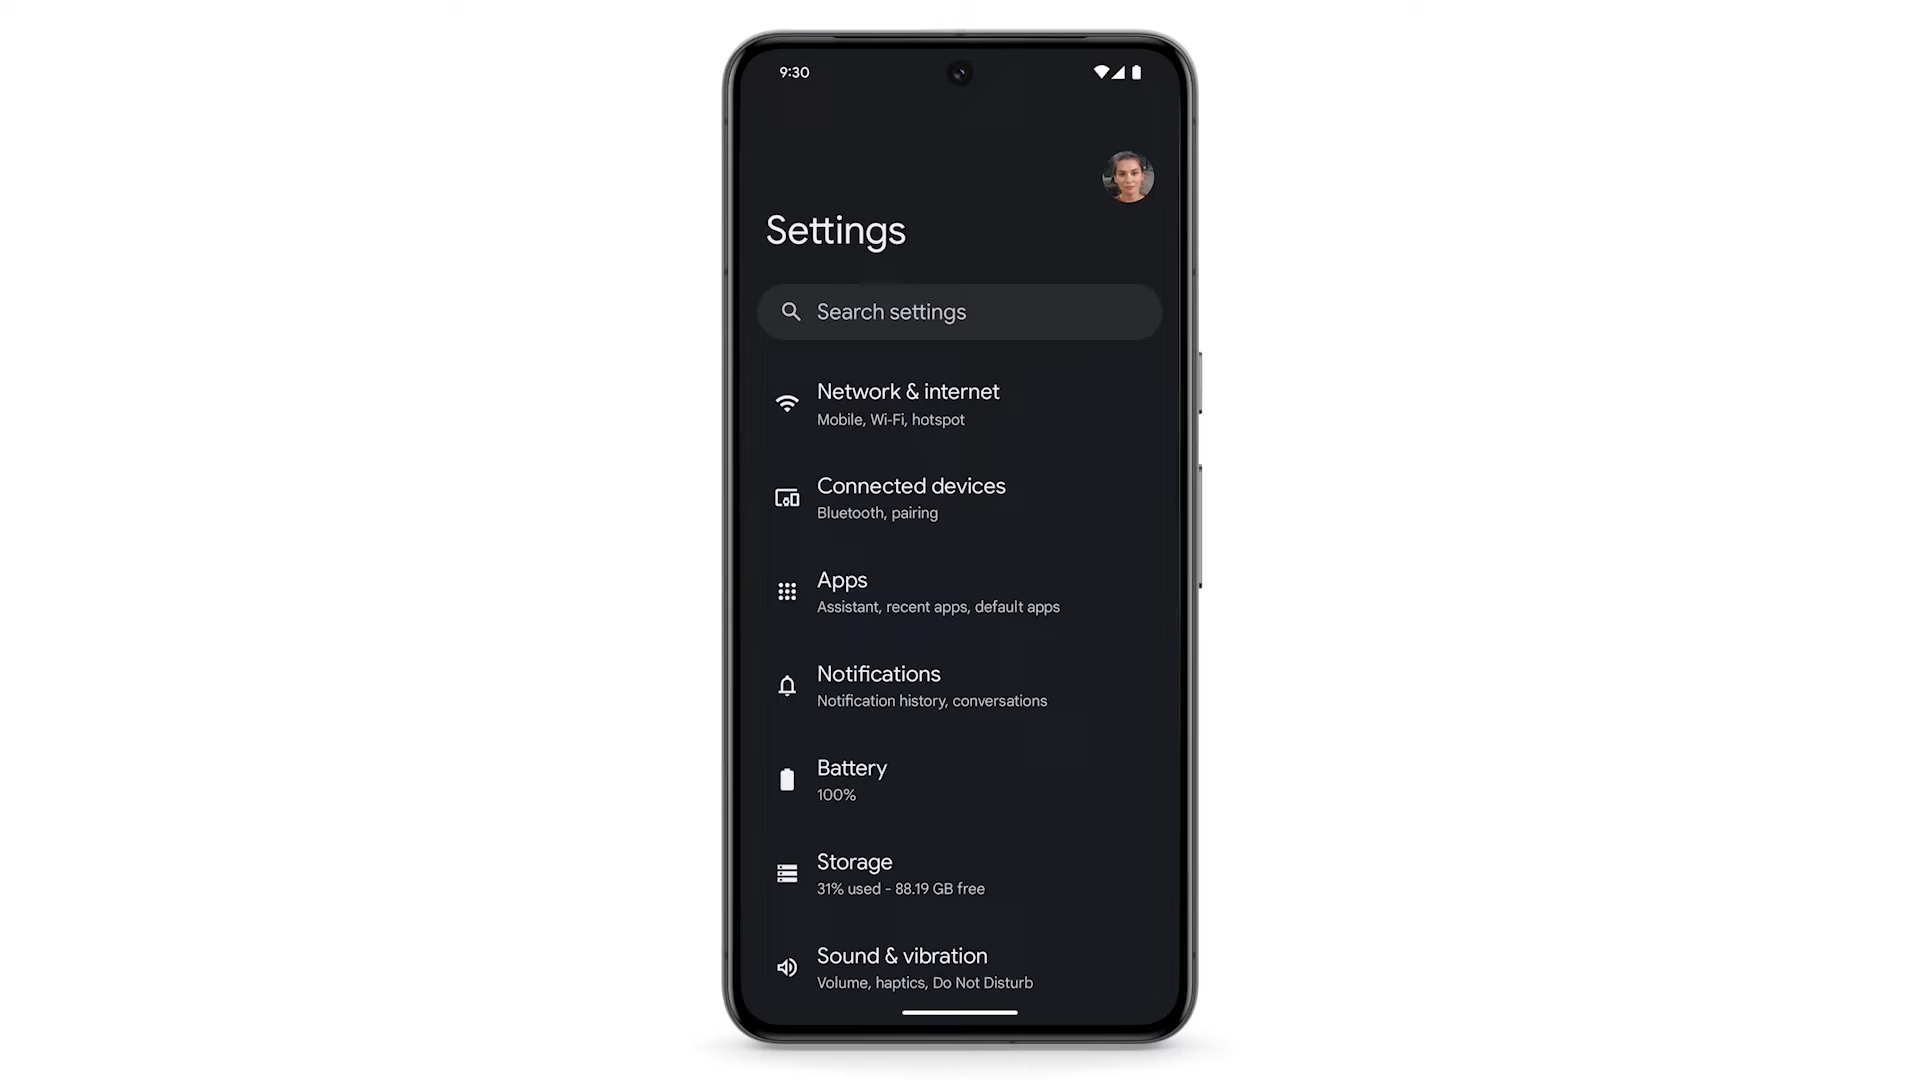 9:30
Settings
Search settings
Network & internet
Mobile, Wi-Fi, hotspot
Connected devices
Bluetooth, pairing
Apps
Assistant, recent apps, default apps
Notifications
Notification history, conversations
Battery
100%
Storage
31% used - 88.19 GB free
Sound & vibration
Volume, haptics, Do Not Disturb